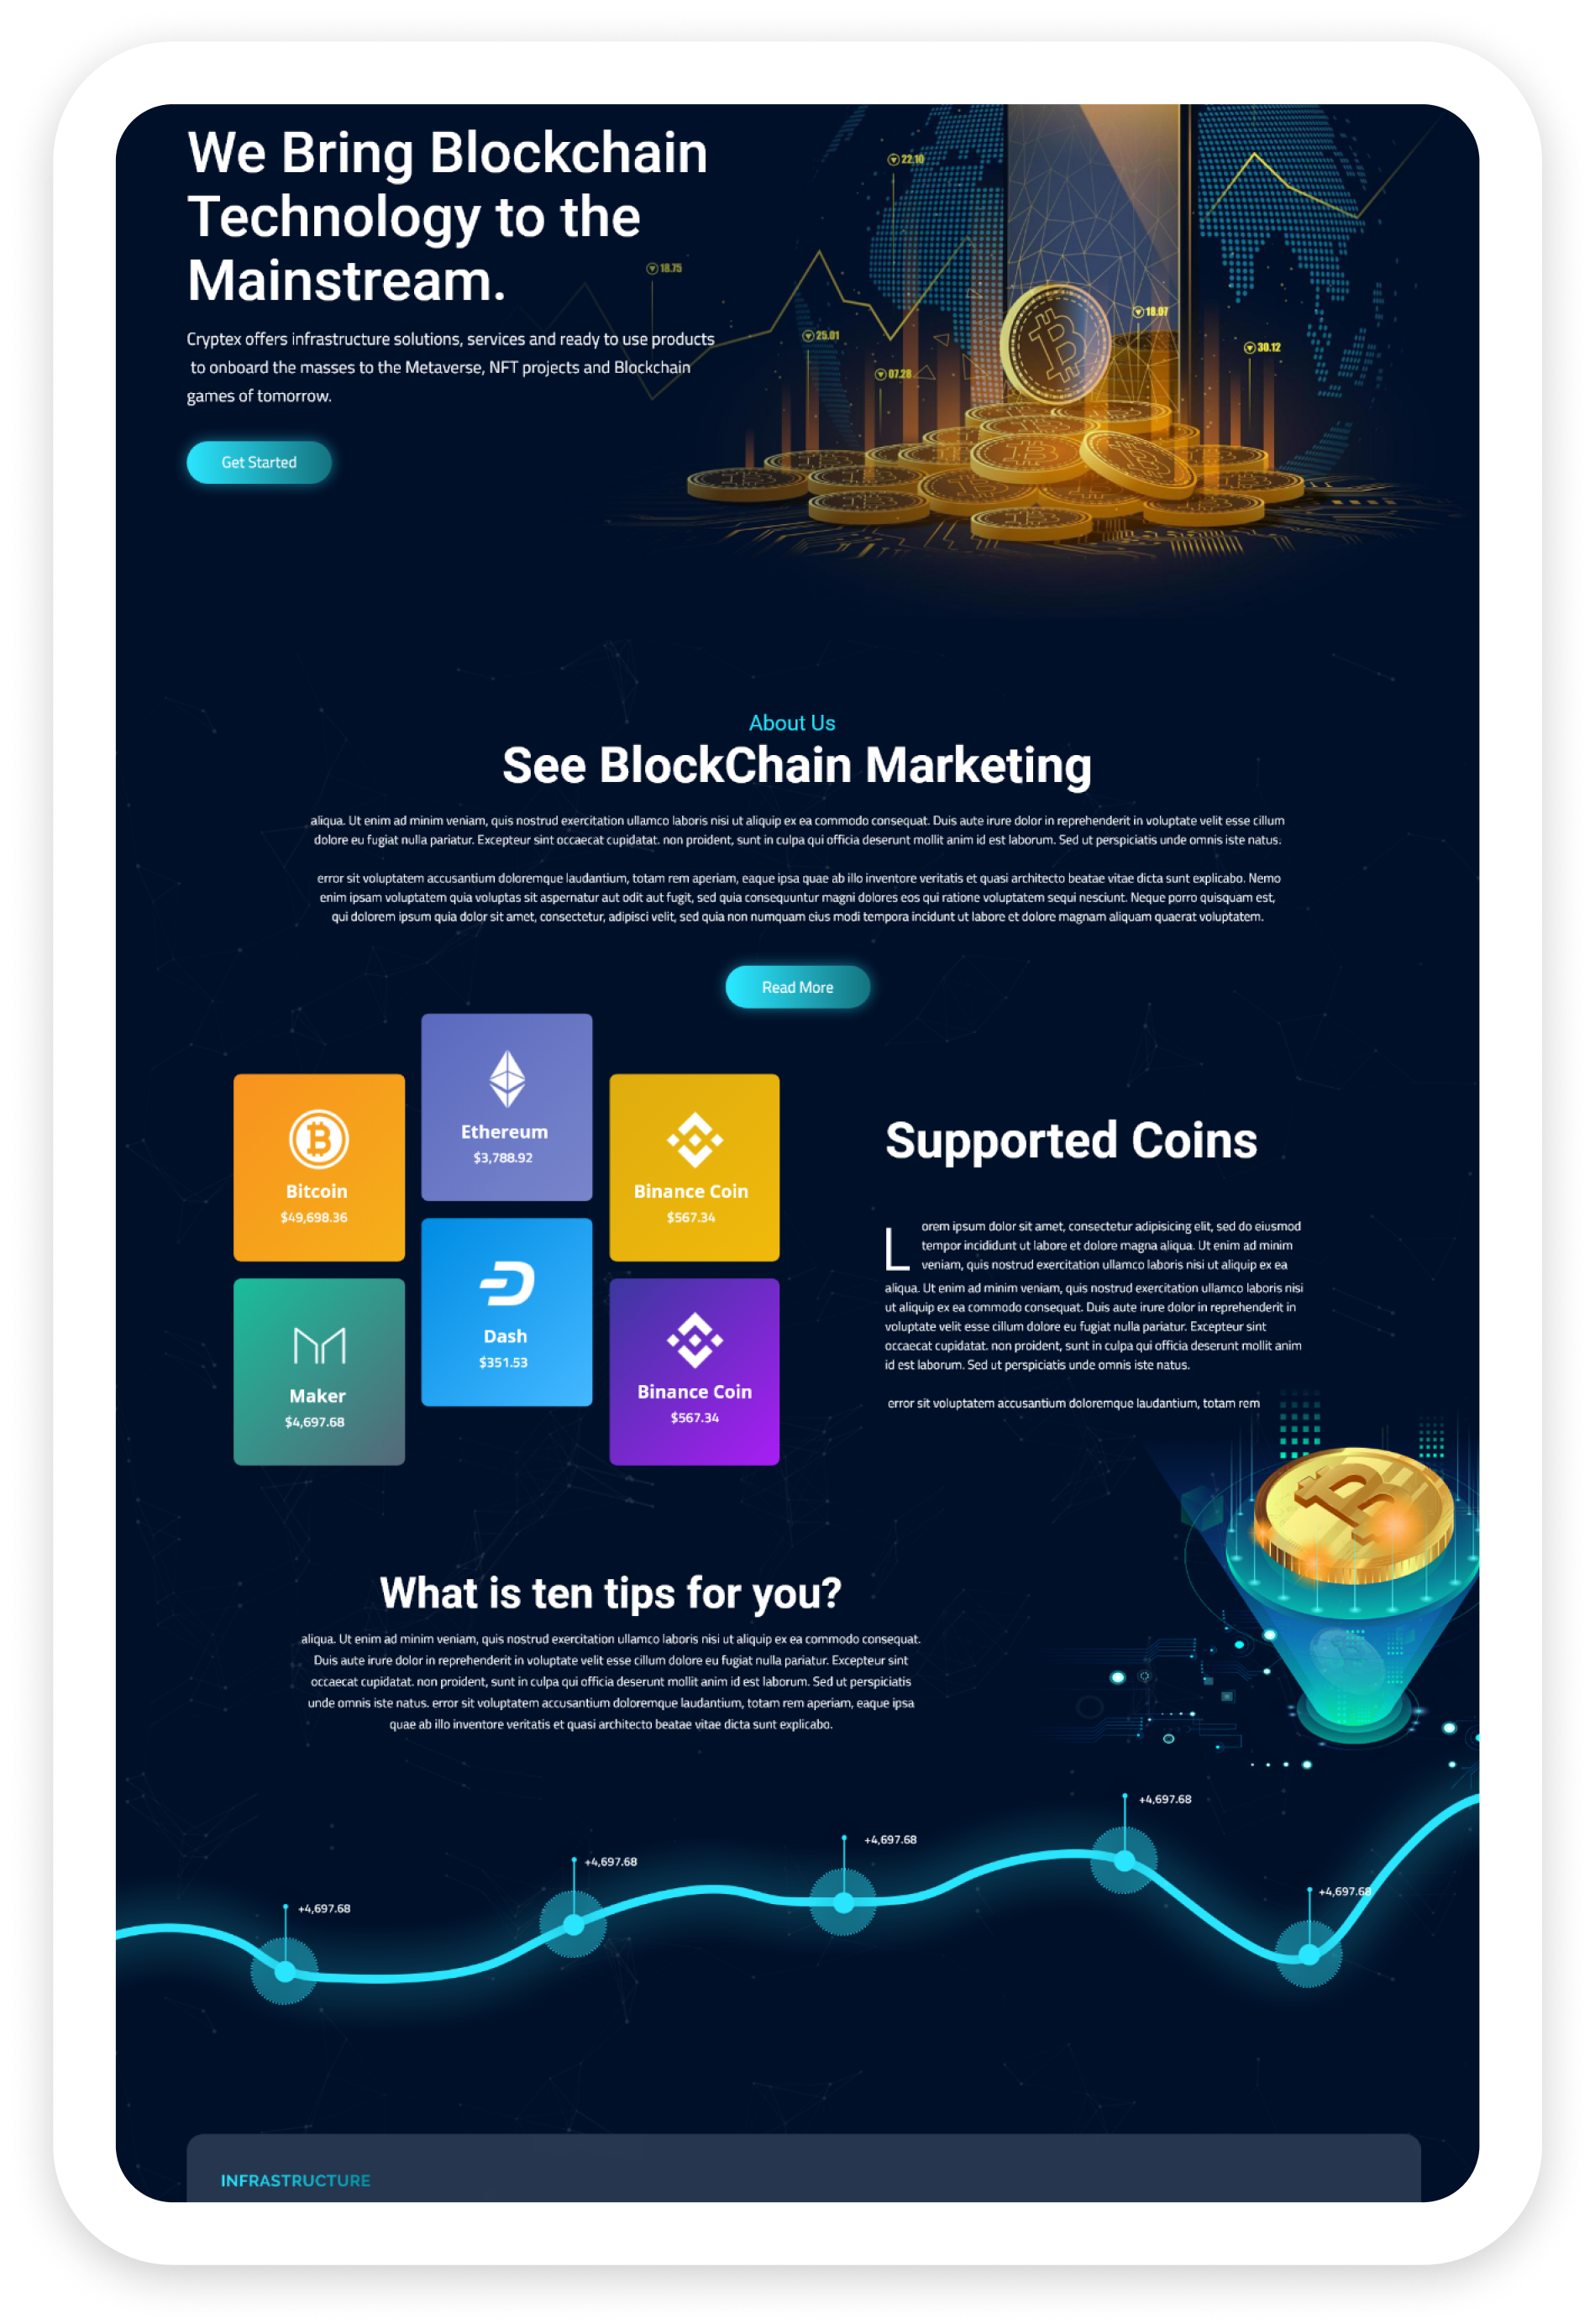 We Bring Blockchain
Technology to the
Mainstream.
Cryptex offers infrastructure solutions, services and ready to use products
to onboard the masses to the Metaverse, NFT projects and Blockchain
games of tomorrow.
Get Started
22.10
18.75
25.01
07.28
18.07
30.12
About Us
See BlockChain Marketing
aliqua. Ut enim ad minim veniam, quis nostrud exercitation ullamco laboris nisi ut aliquip ex ea commodo consequat. Duis aute irure dolor in reprehenderit in voluptate velit esse cillum
dolore eu fugiat nulla pariatur. Excepteur sint occaecat cupidatat. non proident, sunt in culpa qui officia deserunt mollit anim id est laborum. Sed ut perspiciatis unde omnis iste natus.
error sit voluptatem accusantium doloremque laudantium, totam rem aperiam, eaque ipsa quae ab illo inventore veritatis et quasi architecto beatae vitae dicta sunt explicabo. Nemo
enim ipsam voluptatem quia voluptas sit aspernatur aut odit aut fugit, sed quia consequuntur magni dolores eos qui ratione voluptatem sequi nesciunt. Neque porro quisquam est,
qui dolorem ipsum quia dolor sit amet, consectetur, adipisci velit, sed quia non numquam eius modi tempora incidunt ut labore et dolore magnam aliquam quaerat voluptatem.
Read More
Bitcoin
$49,698.36
Ethereum
$3,788.92
Binance Coin
$567.34
Maker
$4,697.68
Dash
$351.53
Binance Coin
$567.34
Supported Coins
Lorem ipsum dolor sit amet, consectetur adipisicing elit, sed do eiusmod
tempor incididunt ut labore et dolore magna aliqua. Ut enim ad minim
veniam, quis nostrud exercitation ullamco laboris nisi ut aliquip ex ea
aliqua. Ut enim ad minim veniam, quis nostrud exercitation ullamco laboris nisi
ut aliquip ex ea commodo consequat. Duis aute irure dolor in reprehenderit in
voluptate velit esse cillum dolore eu fugiat nulla pariatur. Excepteur sint
occaecat cupidatat. non proident, sunt in culpa qui officia deserunt mollit anim
id est laborum. Sed ut perspiciatis unde omnis iste natus.
error sit voluptatem accusantium doloremque laudantium, totam rem
What is ten tips for you?
aliqua. Ut enim ad minim veniam, quis nostrud exercitation ullamco laboris nisi ut aliquip ex ea commodo consequat.
Duis aute irure dolor in reprehenderit in voluptate velit esse cillum dolore eu fugiat nulla pariatur. Excepteur sint
occaecat cupidatat. non proident, sunt in culpa qui officia deserunt mollit anim id est laborum. Sed ut perspiciatis
unde omnis iste natus. error sit voluptatem accusantium doloremque laudantium, totam rem aperiam, eaque ipsa
quae ab illo inventore veritatis et quasi architecto beatae vitae dicta sunt explicabo.
+4,697.68
+4,697.68
+4,697.68
+4,697.68
+4,697.68
INFRASTRUCTURE